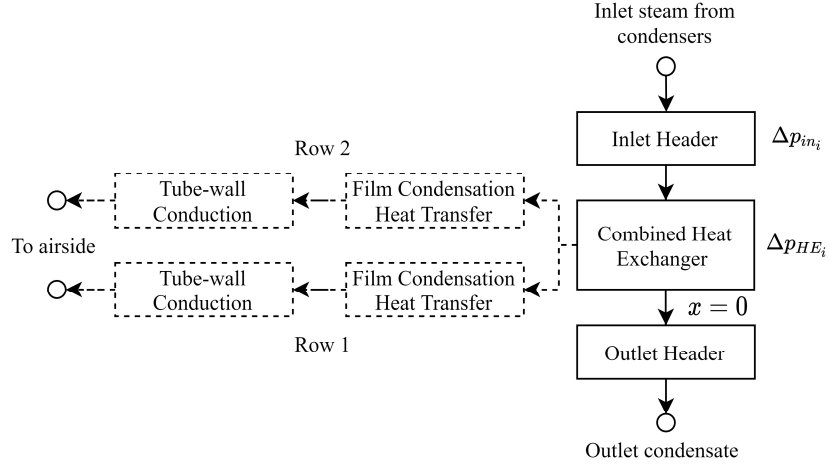 Inlet steam from
condensers
Inlet Header
Δp_{in_i}
Row 2
Tube-wall
Conduction
Film Condensation
Heat Transfer
Combined Heat
Exchanger
Δp_{HE_i}
To airside
Tube-wall
Conduction
Film Condensation
Heat Transfer
x = 0
Row 1
Outlet Header
Outlet condensate